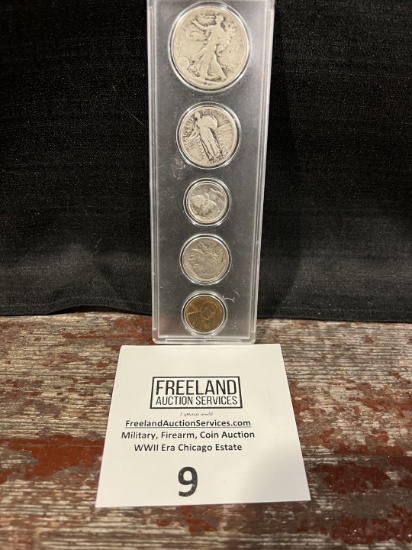 FREELAND
AUCTION SERVICES
FreelandAuctionServices.com
Military, Firearm, Coin Auction
WWII Era Chicago Estate
9